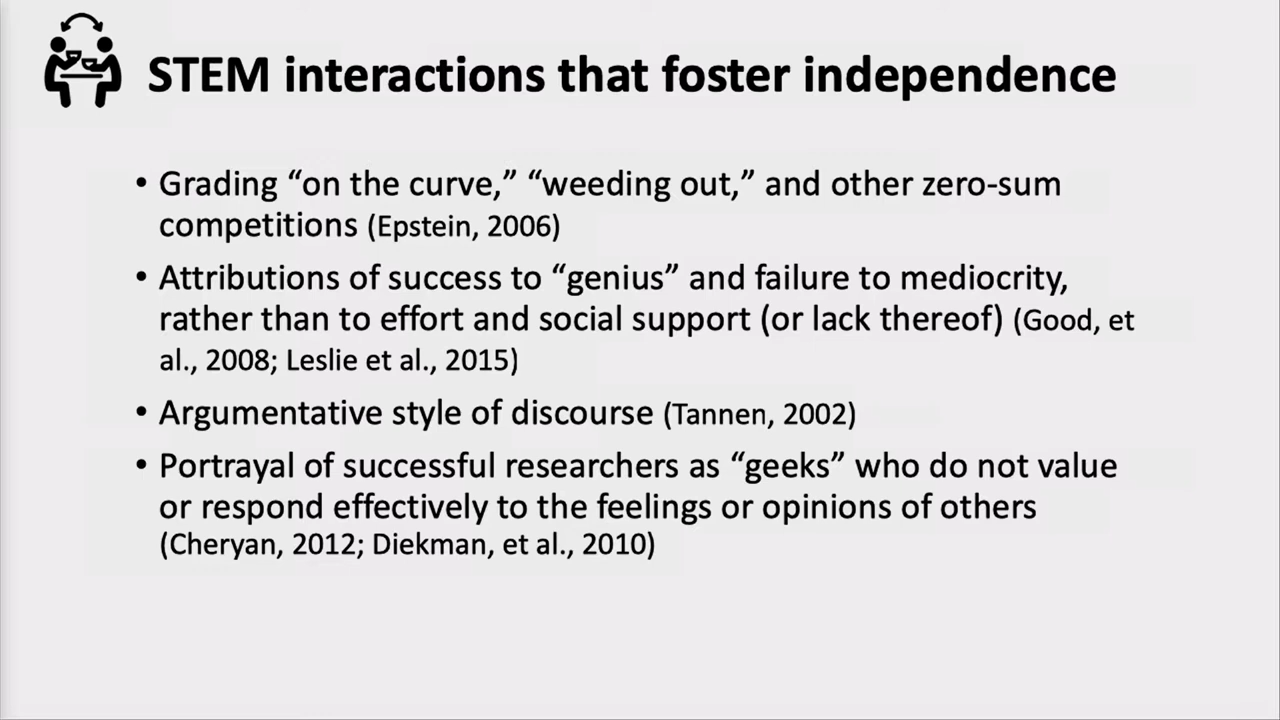 STEM interactions that foster independence
• Grading “on the curve,” “weeding out,” and other zero-sum
competitions (Epstein, 2006)
• Attributions of success to “genius” and failure to mediocrity,
rather than to effort and social support (or lack thereof) (Good, et
al., 2008; Leslie et al., 2015)
• Argumentative style of discourse (Tannen, 2002)
• Portrayal of successful researchers as “geeks” who do not value
or respond effectively to the feelings or opinions of others
(Cheryan, 2012; Diekman, et al., 2010)